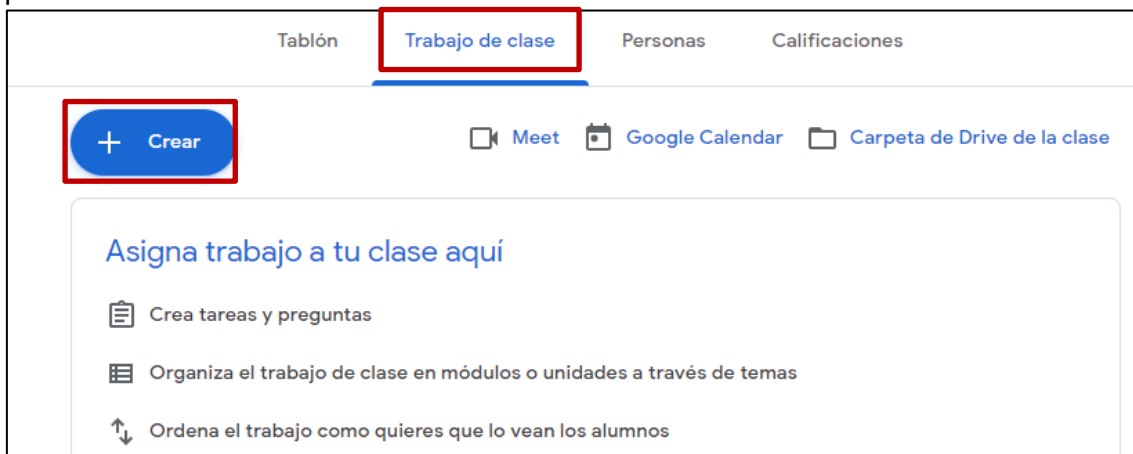 Tablón Trabajo de clase Personas Calificaciones
+ Crear Meet Google Calendar Carpeta de Drive de la clase
Asigna trabajo a tu clase aquí
Crea tareas y preguntas
Organiza el trabajo de clase en módulos o unidades a través de temas
Ordena el trabajo como quieres que lo vean los alumnos